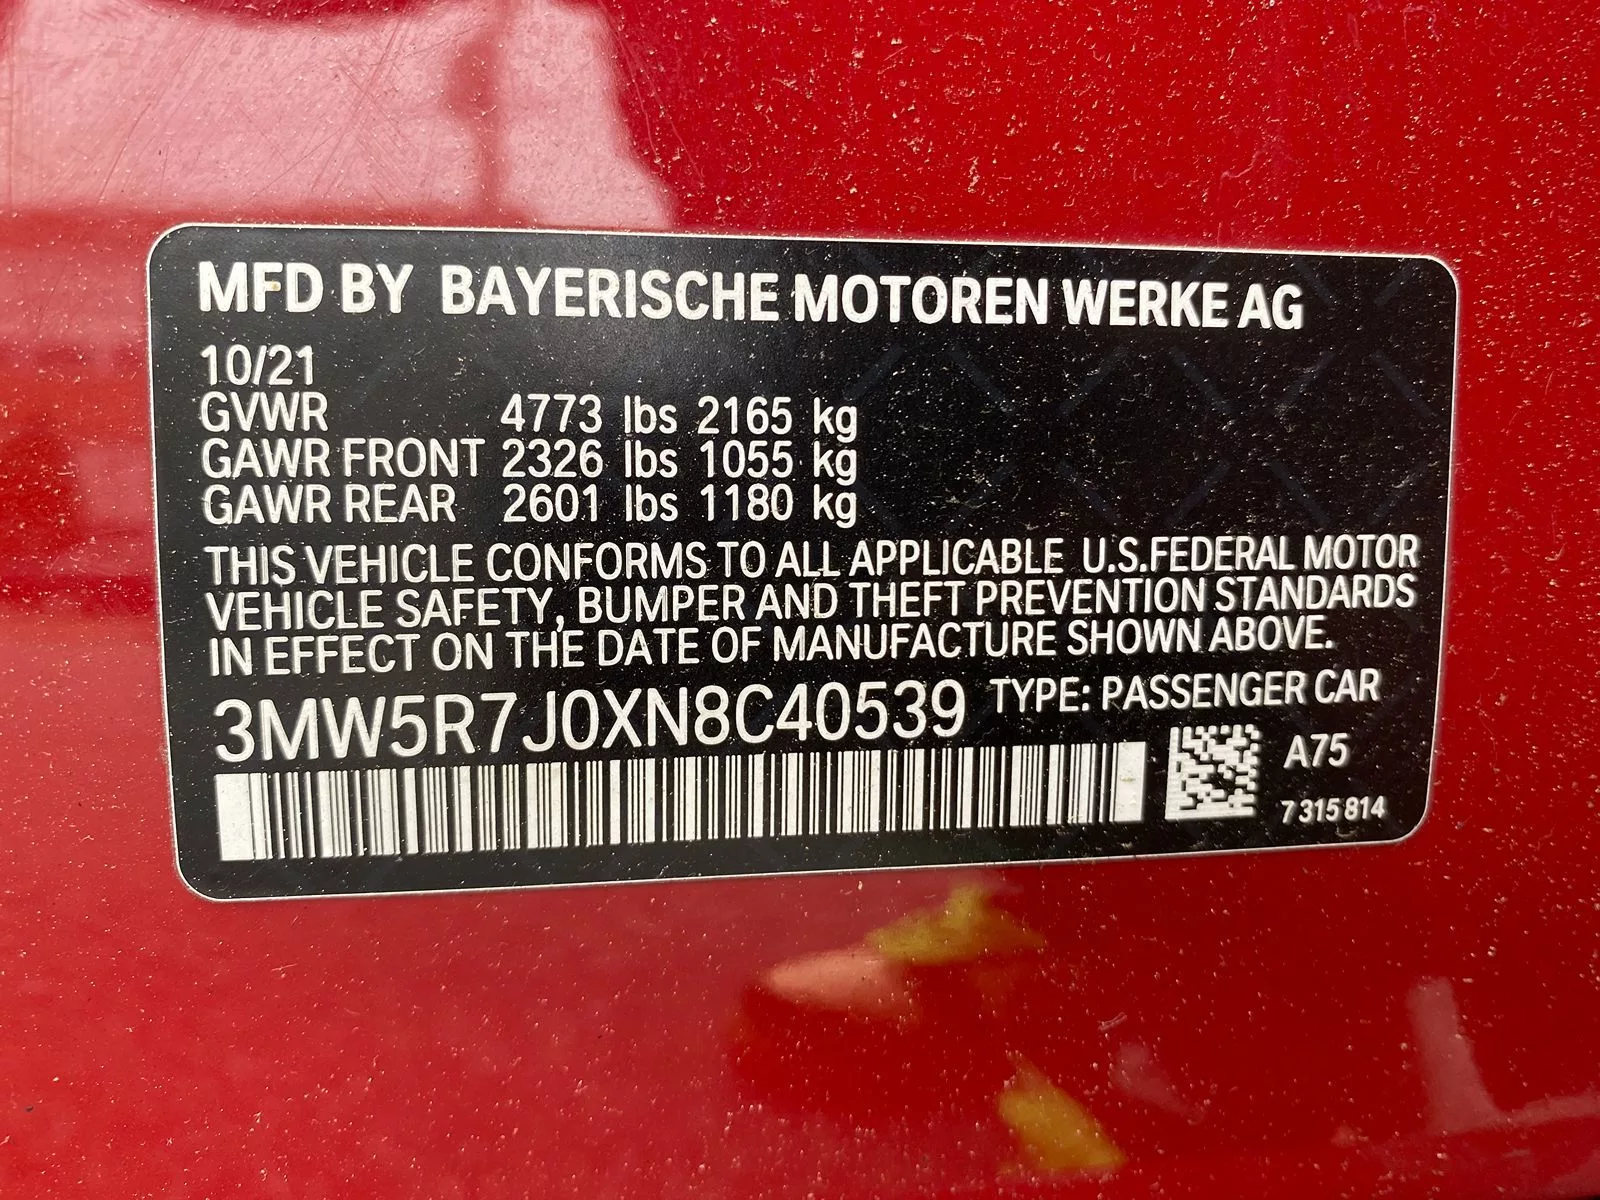 MFD BY BAYERISCHE MOTOREN WERKE AG
10/21
GVWR 4773 lbs 2165 kg
GAWR FRONT 2326 lbs 1055 kg
GAWR REAR 2601 lbs 1180 kg
THIS VEHICLE CONFORMS TO ALL APPLICABLE U.S.FEDERAL MOTOR
VEHICLE SAFETY, BUMPER AND THEFT PREVENTION STANDARDS
IN EFFECT ON THE DATE OF MANUFACTURE SHOWN ABOVE.
3MW5R7J0XN8C40539 TYPE: PASSENGER CAR
A75
7 315 814